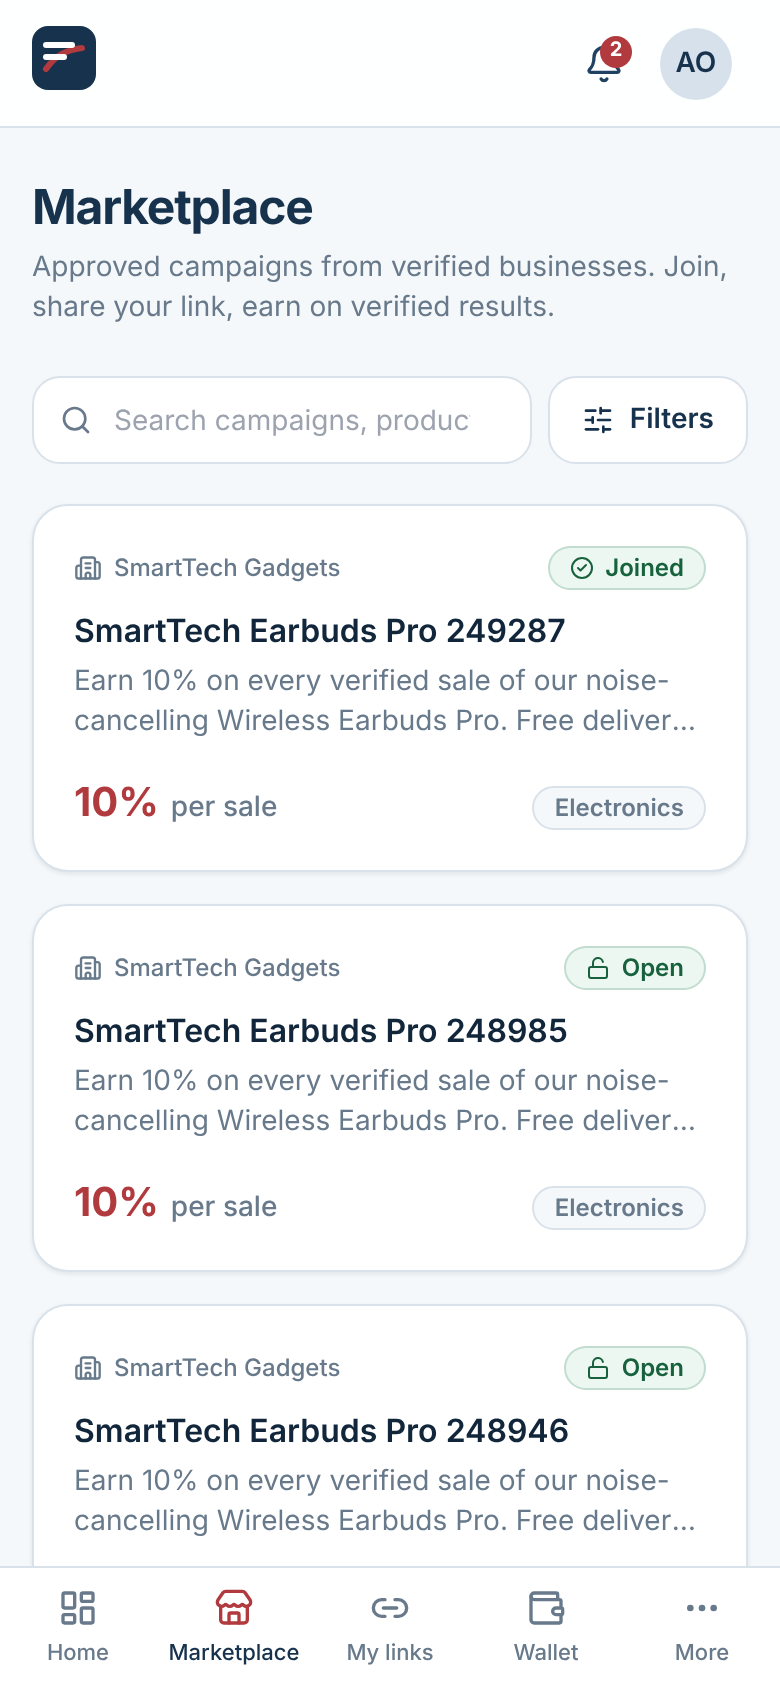 2
AO
Marketplace
Approved campaigns from verified businesses. Join,
share your link, earn on verified results.
Search campaigns, produc
Filters
SmartTech Gadgets
Joined
SmartTech Earbuds Pro 249287
Earn 10% on every verified sale of our noise-
cancelling Wireless Earbuds Pro. Free deliver...
10% per sale
Electronics
SmartTech Gadgets
Open
SmartTech Earbuds Pro 248985
Earn 10% on every verified sale of our noise-
cancelling Wireless Earbuds Pro. Free deliver...
10% per sale
Electronics
SmartTech Gadgets
Open
SmartTech Earbuds Pro 248946
Earn 10% on every verified sale of our noise-
cancelling Wireless Earbuds Pro. Free deliver...
Home
Marketplace
My links
Wallet
More